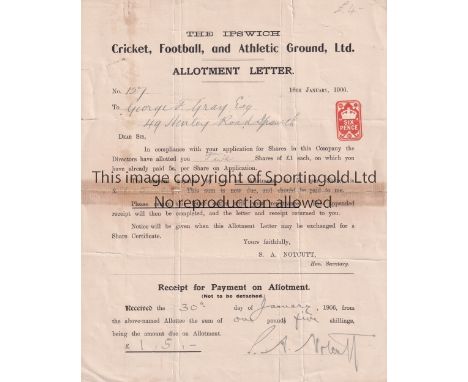 £4-
THE IPSWICH
Cricket, Football, and Athletic Ground, Ltd.
ALLOTMENT LETTER.
No. 157
18th January, 1906.
To George F Gray Esq
49 Henley Road Ipswich
SIX
PENCE
Dear Sir,
In compliance with your application for Shares in this Company the
Directors have allotted you Five Shares of £1 each, on which you
have already paid 5s. per Share on Application.
This image is copyright of Sportingold Ltd
This sum is now due, and should be paid to me.
No reproduction allowed
Please
receipt will then be completed, and the letter and receipt returned to you.
Notice will be given when this Allotment Letter may be exchanged for a
Share Certificate.
Yours faithfully,
S. A. NOTCUTT,
Hon. Secretary.
Receipt for Payment on Allotment.
(Not to be detached.)
Received the 30th day of January, 1906, from
the above-named Allottee the sum of one pound, five shillings,
being the amount due on Allotment.
£ 1. 5. -
S. A. Notcutt